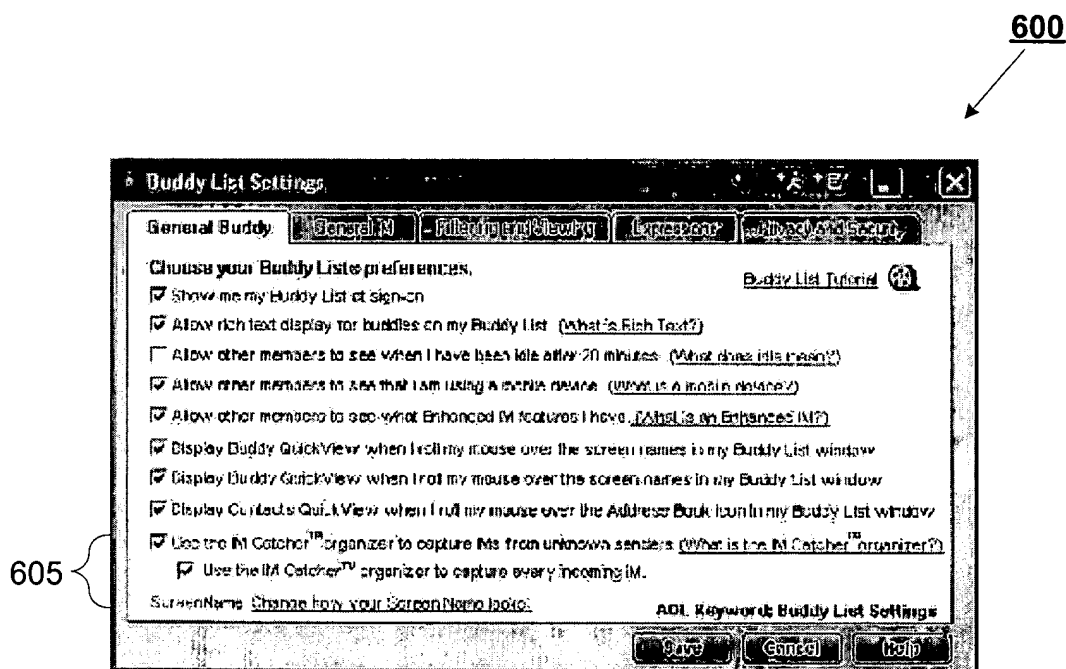 600
Buddy List Settings
General Buddy
General IM
Filtering and Viewing
Expressions
Privacy and Security
Choose your Buddy List® preferences.
Buddy List Tutorial
Show me my Buddy List at sign-on
Allow rich text display for buddies on my Buddy List (What is Rich Text?)
Allow other members to see when I have been idle after 20 minutes (What does idle mean?)
Allow other members to see that I am using a mobile device (What is a mobile device?)
Allow other members to see what Enhanced IM features I have. (What is an Enhanced IM?)
Display Buddy QuickView when I roll my mouse over the screen names in my Buddy List window
Display Buddy QuickView when I roll my mouse over the screen names in my Buddy List window
Display Contacts QuickView when I roll my mouse over the Address Book icon in my Buddy List window
Use the IM Catcher™ organizer to capture IMs from unknown senders (What is the IM Catcher™ organizer?)
605
Use the IM Catcher™ organizer to capture every incoming IM.
ScreenName Change how your Screen Name looks!
AOL Keyword: Buddy List Settings
Save
Cancel
Help